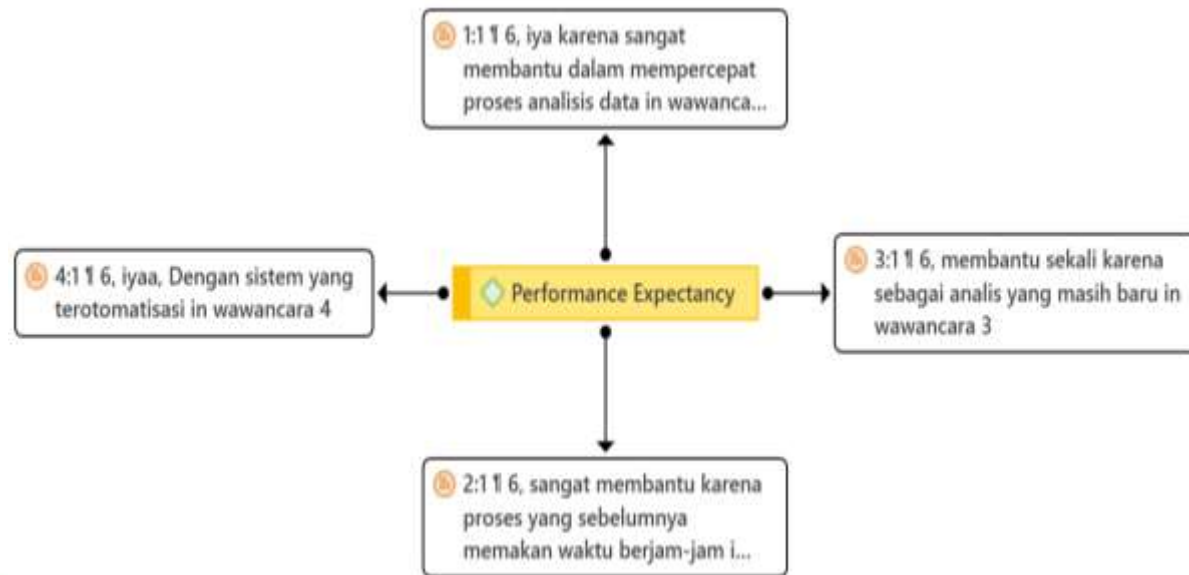 1:1 ¶ 6, iya karena sangat
membantu dalam mempercepat
proses analisis data in wawanca...
4:1 ¶ 6, iyaa, Dengan sistem yang
terotomatisasi in wawancara 4
Performance Expectancy
3:1 ¶ 6, membantu sekali karena
sebagai analis yang masih baru in
wawancara 3
2:1 ¶ 6, sangat membantu karena
proses yang sebelumnya
memakan waktu berjam-jam i...